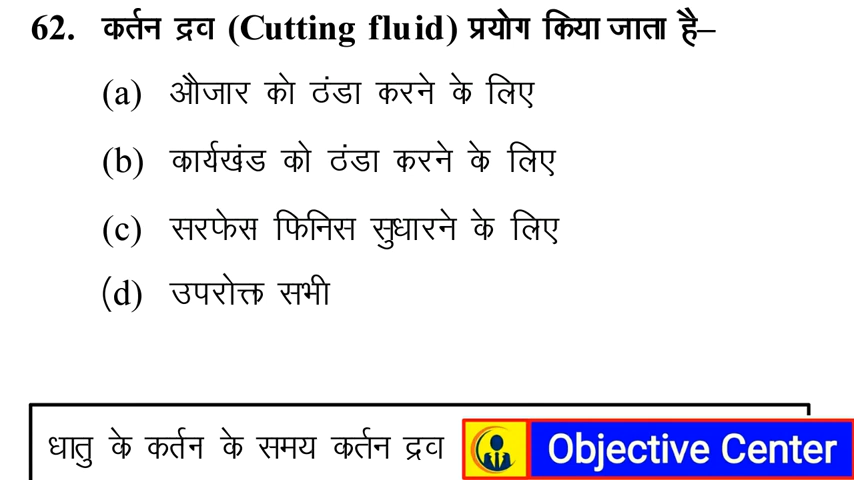 62. कर्तन द्रव (Cutting fluid) प्रयोग किया जाता है–
(a) औजार को ठंडा करने के लिए
(b) कार्यखंड को ठंडा करने के लिए
(c) सरफेस फिनिस सुधारने के लिए
(d) उपरोक्त सभी
धातु के कर्तन के समय कर्तन द्रव
Objective Center